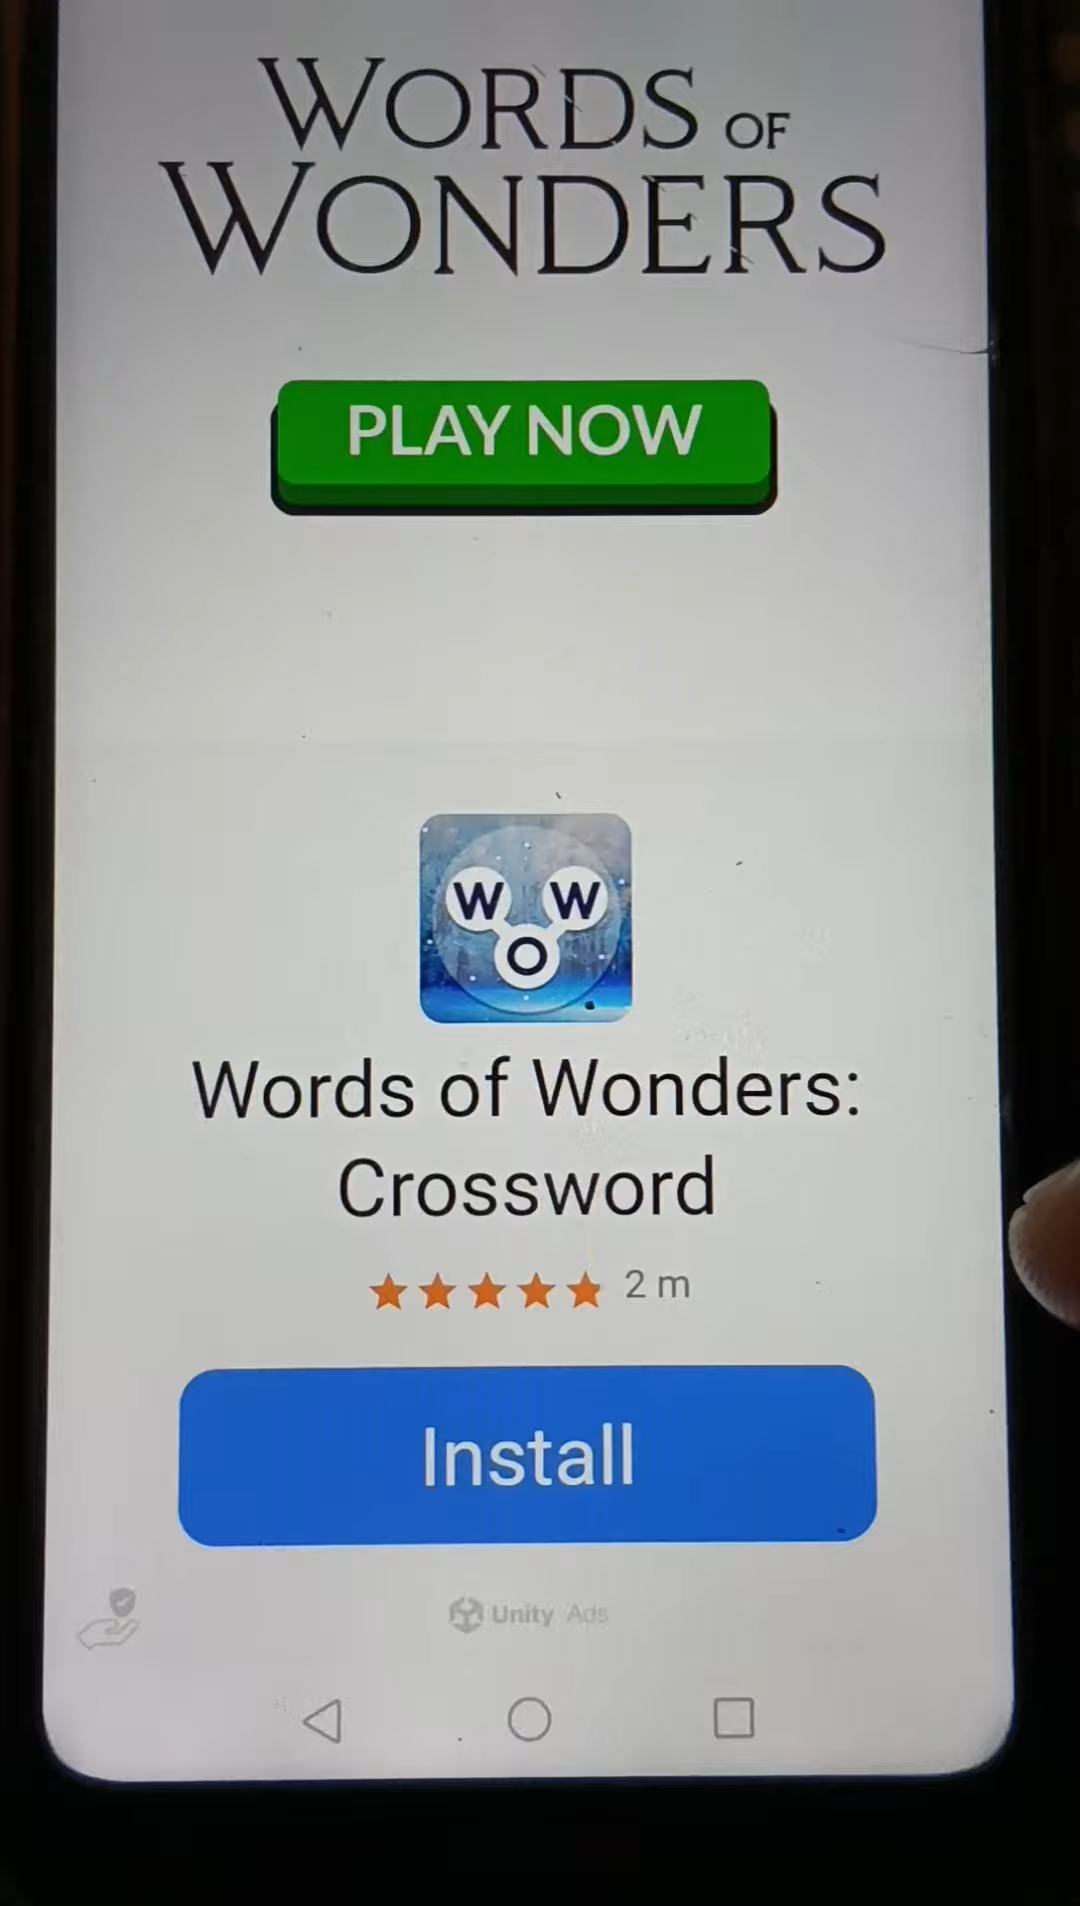 WORDS OF
WONDERS
PLAY NOW
W W
O
Words of Wonders:
Crossword
2 m
Install
Unity Ads